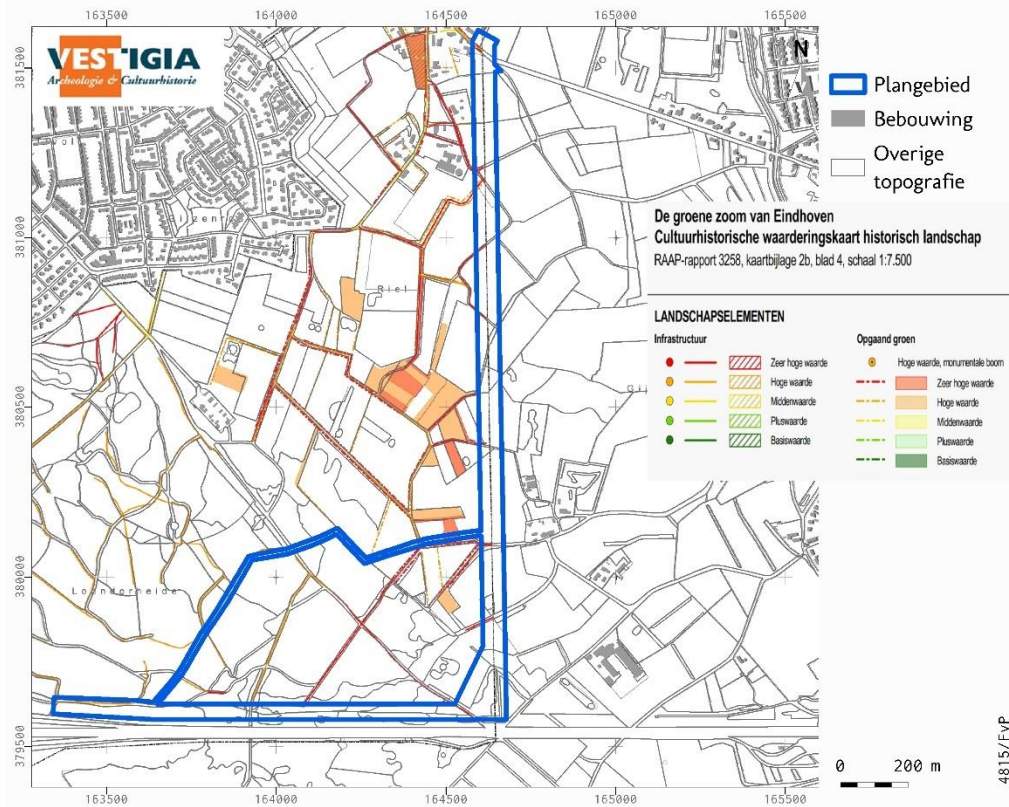 163500 164000 164500 165000 165500
381500
381000
380500
380000
379500
VESTIGIA
Archeologie & Cultuurhistorie
N
Riel
Plangebied
Bebouwing
Overige
topografie
De groene zoom van Eindhoven
Cultuurhistorische waarderingskaart historisch landschap
RAAP-rapport 3258, kaartbijlage 2b, blad 4, schaal 1:7.500
LANDSCHAPSELEMENTEN
Infrastructuur
Zeer hoge waarde
Hoge waarde
Middenwaarde
Pluswaarde
Basiswaarde
Opgaand groen
Hoge waarde, monumentale boom
Zeer hoge waarde
Hoge waarde
Middenwaarde
Pluswaarde
Basiswaarde
0 200 m
4815/EvP
163500 164000 164500 165000 165500